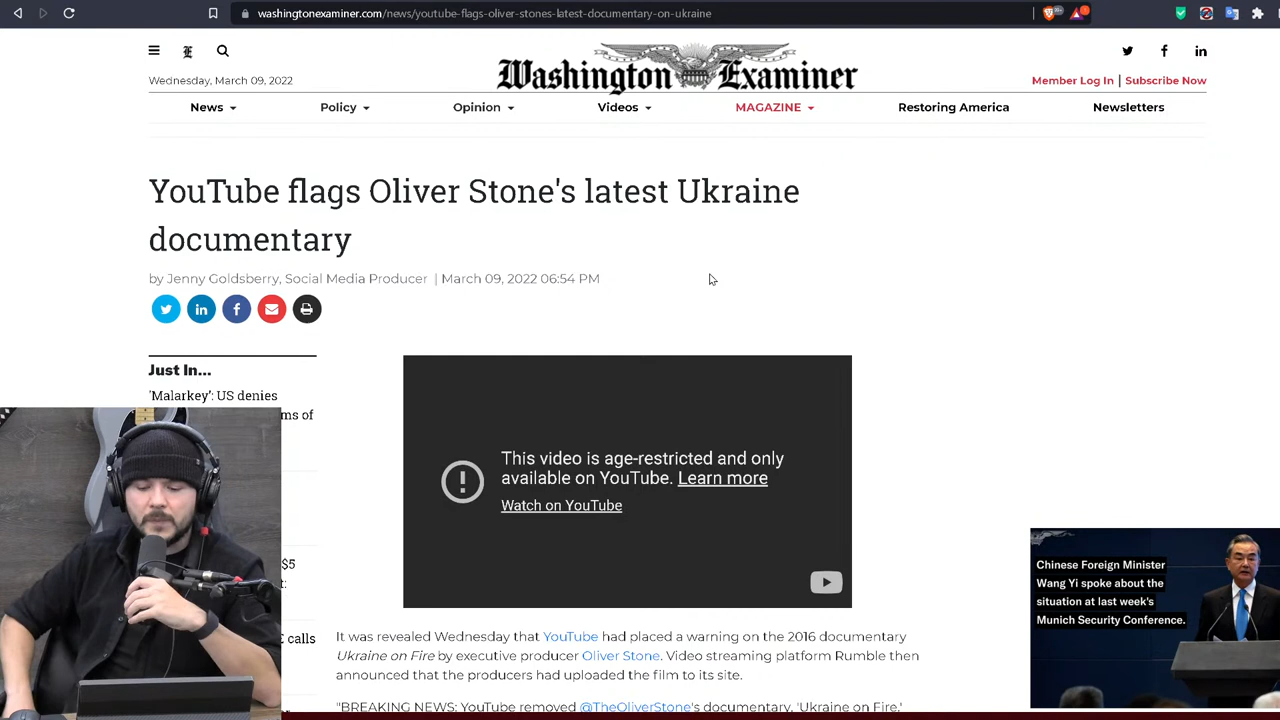 washingtonexaminer.com/news/youtube-flags-oliver-stones-latest-documentary-on-ukraine
Wednesday, March 09, 2022
Washington Examiner
Member Log In | Subscribe Now
News
Policy
Opinion
Videos
MAGAZINE
Restoring America
Newsletters
YouTube flags Oliver Stone's latest Ukraine
documentary
by Jenny Goldsberry, Social Media Producer | March 09, 2022 06:54 PM
Just In...
'Malarkey': US denies
ms of
$5
calls
This video is age-restricted and only
available on YouTube. Learn more
Watch on YouTube
It was revealed Wednesday that YouTube had placed a warning on the 2016 documentary
Ukraine on Fire by executive producer Oliver Stone. Video streaming platform Rumble then
announced that the producers had uploaded the film to its site.
"BREAKING NEWS: YouTube removed @TheOliverStone's documentary, 'Ukraine on Fire.'
Chinese Foreign Minister
Wang Yi spoke about the
situation at last week's
Munich Security Conference.